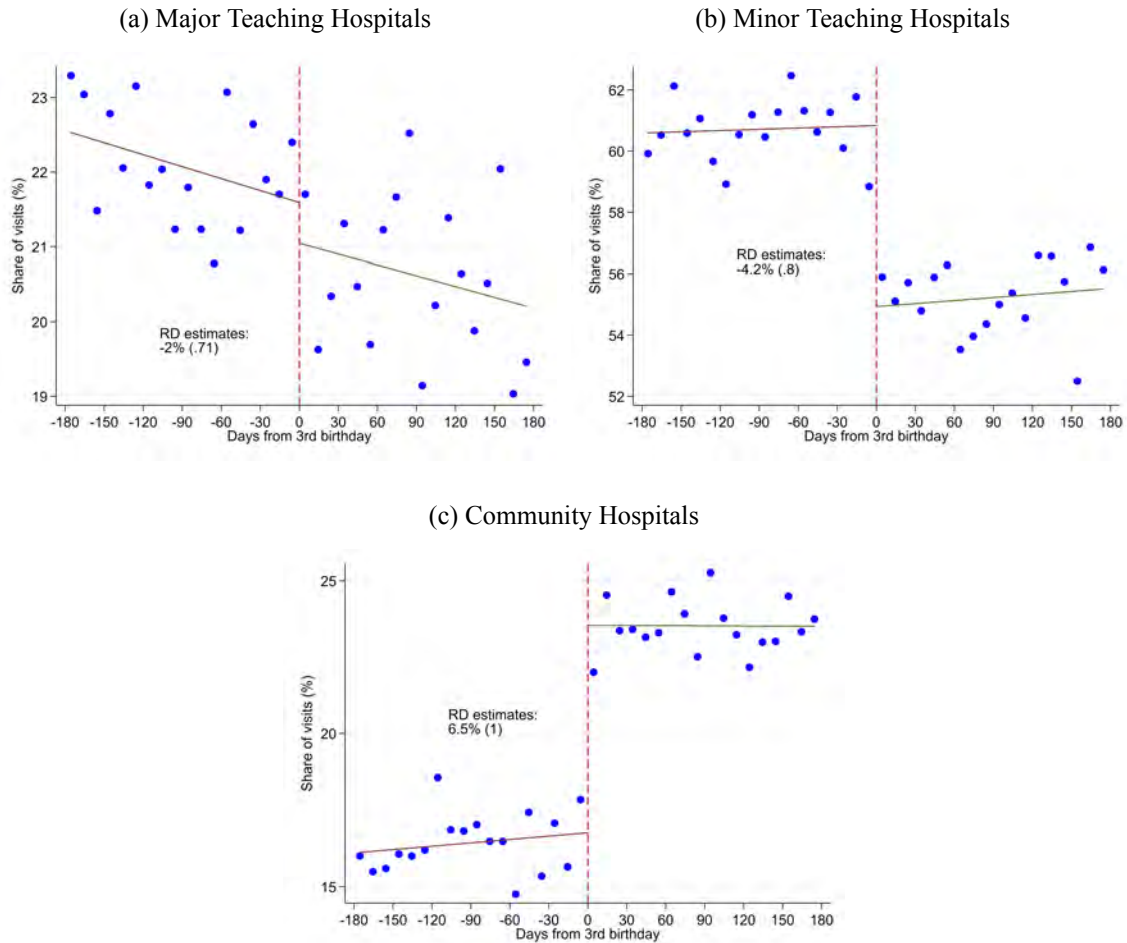 (a) Major Teaching Hospitals
23
22
21
20
19
Share of visits (%)
RD estimates:
-2% (.71)
-180 -150 -120 -90 -60 -30 0 30 60 90 120 150 180
Days from 3rd birthday
(b) Minor Teaching Hospitals
62
60
58
56
54
52
Share of visits (%)
RD estimates:
-4.2% (.8)
-180 -150 -120 -90 -60 -30 0 30 60 90 120 150 180
Days from 3rd birthday
(c) Community Hospitals
25
20
15
Share of visits (%)
RD estimates:
6.5% (1)
-180 -150 -120 -90 -60 -30 0 30 60 90 120 150 180
Days from 3rd birthday